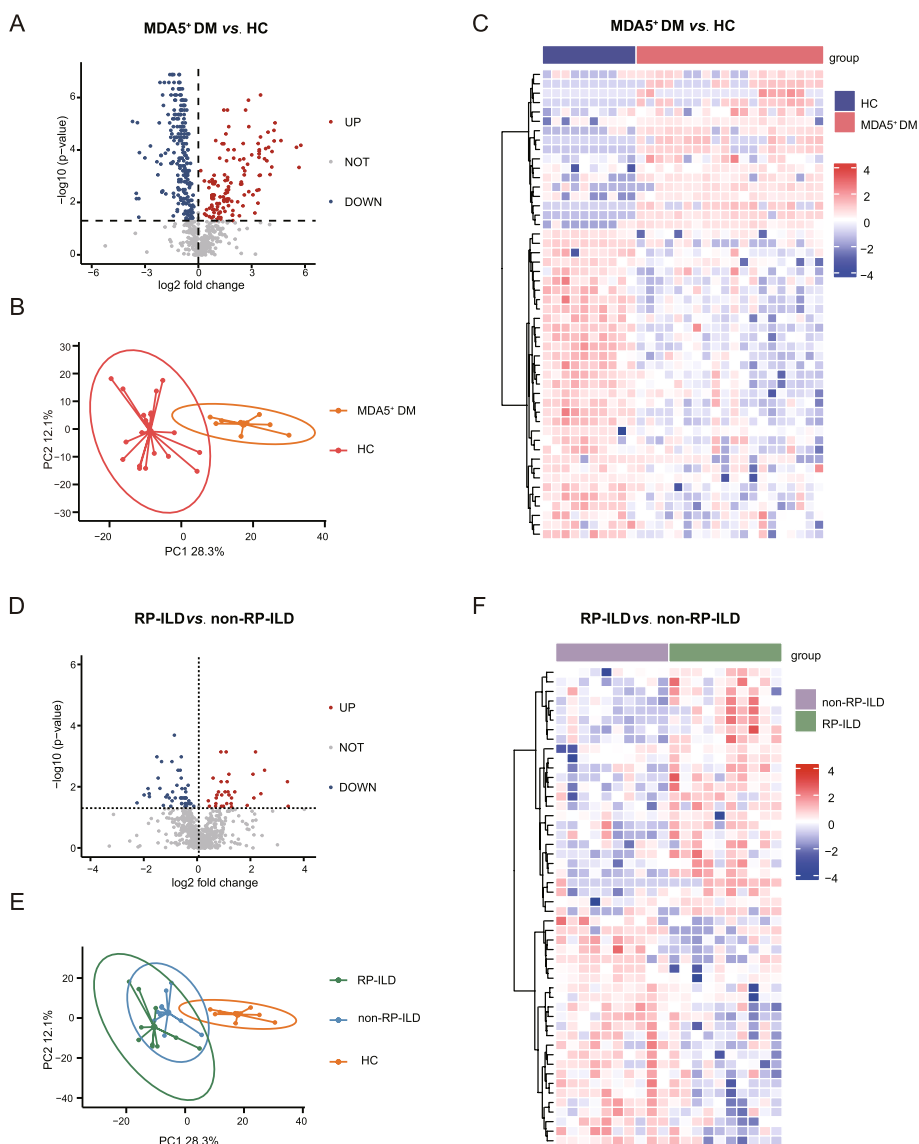 A
MDA5⁺ DM vs. HC
6
4
2
0
−log10 (p−value)
−6
−3
0
3
6
log2 fold change
UP
NOT
DOWN
B
30
20
10
0
−10
−20
−30
PC2 12.1%
−20
0
20
40
PC1 28.3%
MDA5⁺ DM
HC
C
MDA5⁺ DM vs. HC
group
HC
MDA5⁺ DM
4
2
0
−2
−4
D
RP-ILD vs. non-RP-ILD
6
4
2
0
−log10 (p−value)
−4
−2
0
2
4
log2 fold change
UP
NOT
DOWN
E
20
0
−20
−40
PC2 12.1%
−20
0
20
40
PC1 28.3%
RP-ILD
non-RP-ILD
HC
F
RP-ILD vs. non-RP-ILD
group
non-RP-ILD
RP-ILD
4
2
0
−2
−4